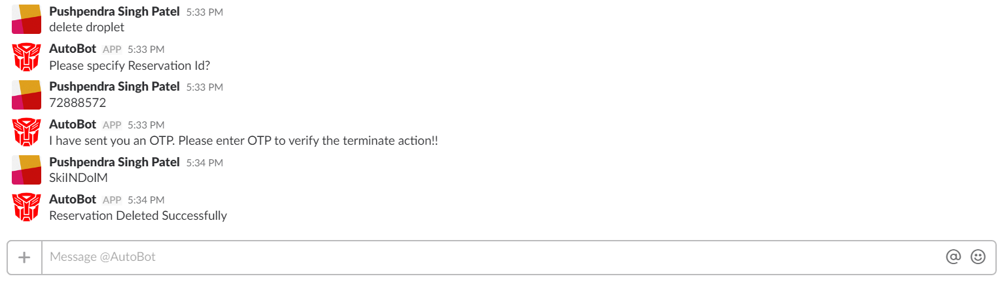 Pushpendra Singh Patel 5:33 PM
delete droplet
AutoBot APP 5:33 PM
Please specify Reservation Id?
Pushpendra Singh Patel 5:33 PM
72888572
AutoBot APP 5:33 PM
I have sent you an OTP. Please enter OTP to verify the terminate action!!
Pushpendra Singh Patel 5:34 PM
SkiINDolM
AutoBot APP 5:34 PM
Reservation Deleted Successfully
Message @AutoBot